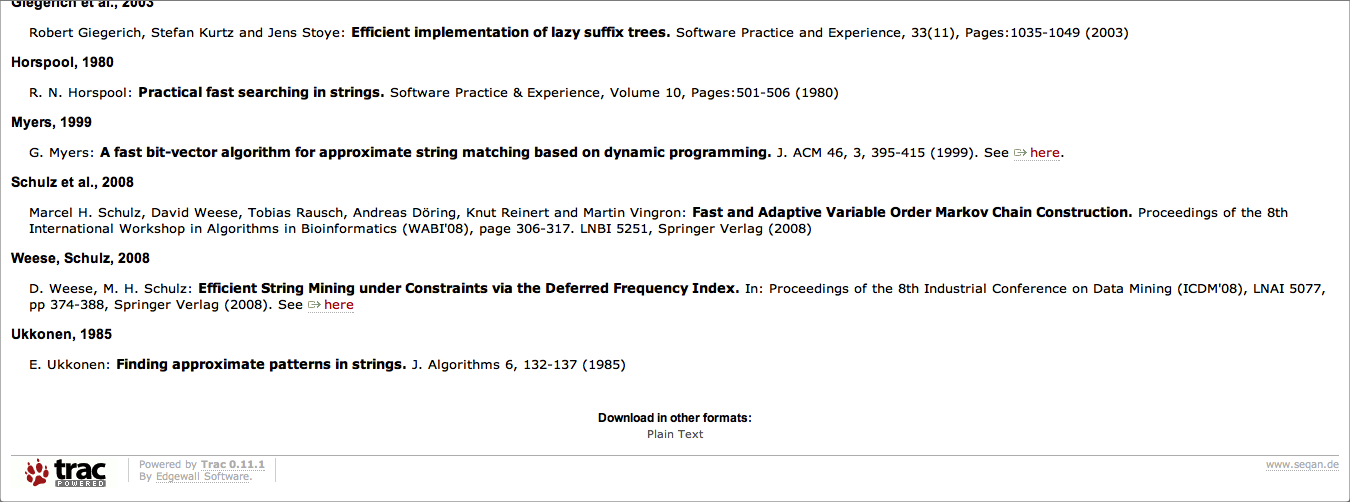 Giegerich et al., 2003
Robert Giegerich, Stefan Kurtz and Jens Stoye: Efficient implementation of lazy suffix trees. Software Practice and Experience, 33(11), Pages:1035-1049 (2003)
Horspool, 1980
R. N. Horspool: Practical fast searching in strings. Software Practice & Experience, Volume 10, Pages:501-506 (1980)
Myers, 1999
G. Myers: A fast bit-vector algorithm for approximate string matching based on dynamic programming. J. ACM 46, 3, 395-415 (1999). See here.
Schulz et al., 2008
Marcel H. Schulz, David Weese, Tobias Rausch, Andreas Döring, Knut Reinert and Martin Vingron: Fast and Adaptive Variable Order Markov Chain Construction. Proceedings of the 8th
International Workshop in Algorithms in Bioinformatics (WABI'08), page 306-317. LNBI 5251, Springer Verlag (2008)
Weese, Schulz, 2008
D. Weese, M. H. Schulz: Efficient String Mining under Constraints via the Deferred Frequency Index. In: Proceedings of the 8th Industrial Conference on Data Mining (ICDM'08), LNAI 5077,
pp 374-388, Springer Verlag (2008). See here
Ukkonen, 1985
E. Ukkonen: Finding approximate patterns in strings. J. Algorithms 6, 132-137 (1985)
Download in other formats:
Plain Text
trac
POWERED
Powered by Trac 0.11.1
By Edgewall Software.
www.seqan.de